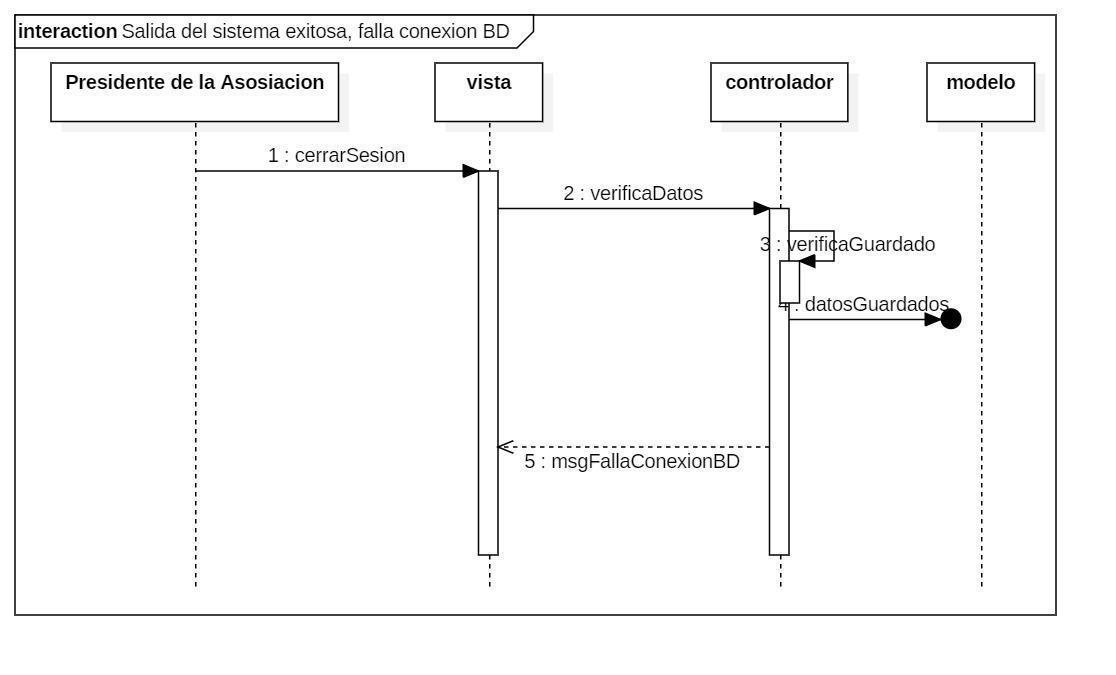 interaction Salida del sistema exitosa, falla conexion BD
Presidente de la Asosiacion
vista
controlador
modelo
1 : cerrarSesion
2 : verificaDatos
3 : verificaGuardado
4 : datosGuardados
5 : msgFallaConexionBD